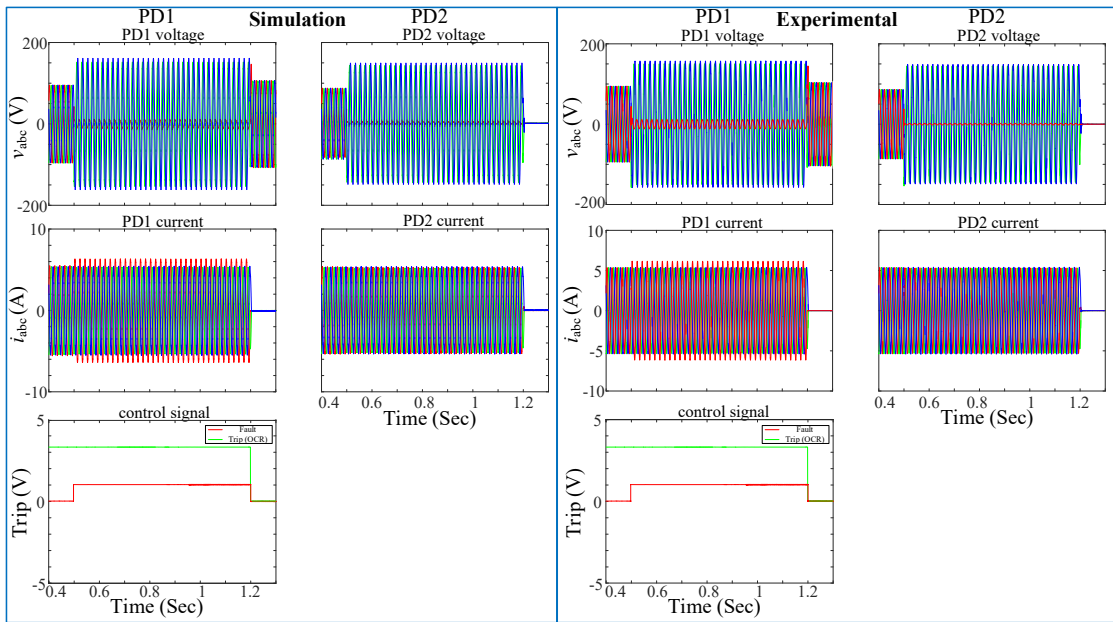 Simulation
PD1
PD2
PD1 voltage
PD2 voltage
200
0
-200
vabc (V)
PD1 current
PD2 current
10
0
-10
iabc (A)
0.4 0.6 0.8 1 1.2
Time (Sec)
control signal
Fault
Trip (OCR)
5
0
-5
Trip (V)
0.4 0.6 0.8 1 1.2
Time (Sec)
Experimental
PD1
PD2
PD1 voltage
PD2 voltage
200
0
-200
vabc (V)
PD1 current
PD2 current
10
5
0
-5
-10
iabc (A)
0.4 0.6 0.8 1 1.2
Time (Sec)
control signal
Fault
Trip (OCR)
5
0
-5
Trip (V)
0.4 0.6 0.8 1 1.2
Time (Sec)